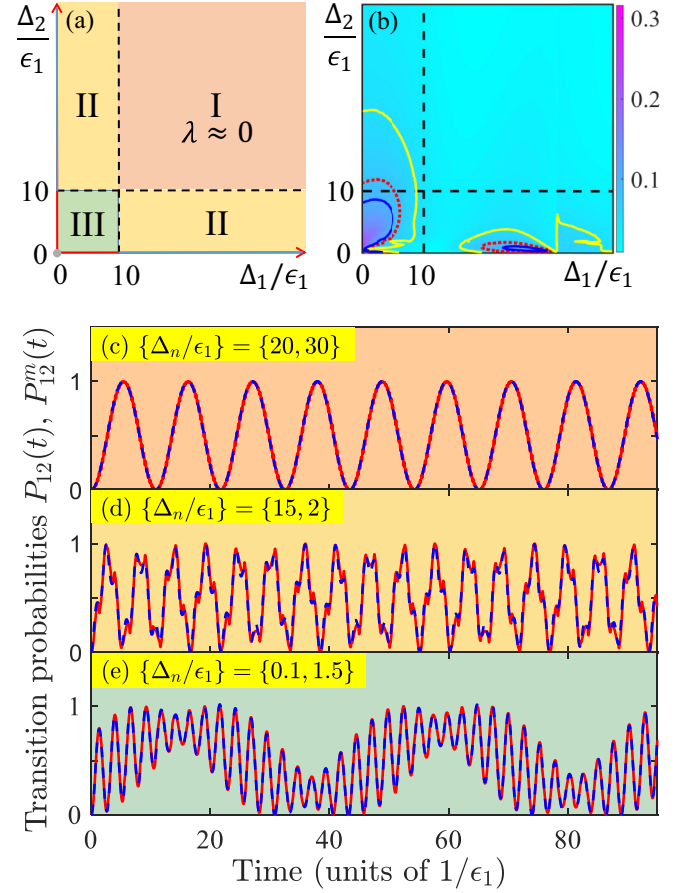 (a)
Δ₂/ϵ₁
II
I
λ ≈ 0
10
III
II
0
0
10
Δ₁/ϵ₁
(b)
Δ₂/ϵ₁
10
0
0
10
Δ₁/ϵ₁
0.3
0.2
0.1
Transition probabilities P₁₂(t), Pᵐ₁₂(t)
(c) {Δₙ/ϵ₁} = {20, 30}
1
0
(d) {Δₙ/ϵ₁} = {15, 2}
1
0
(e) {Δₙ/ϵ₁} = {0.1, 1.5}
1
0
0
20
40
60
80
Time (units of 1/ϵ₁)